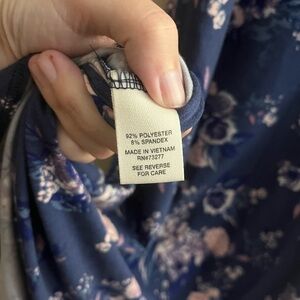 92% POLYESTER
8% SPANDEX
MADE IN VIETNAM
RN#73277
SEE REVERSE
FOR CARE